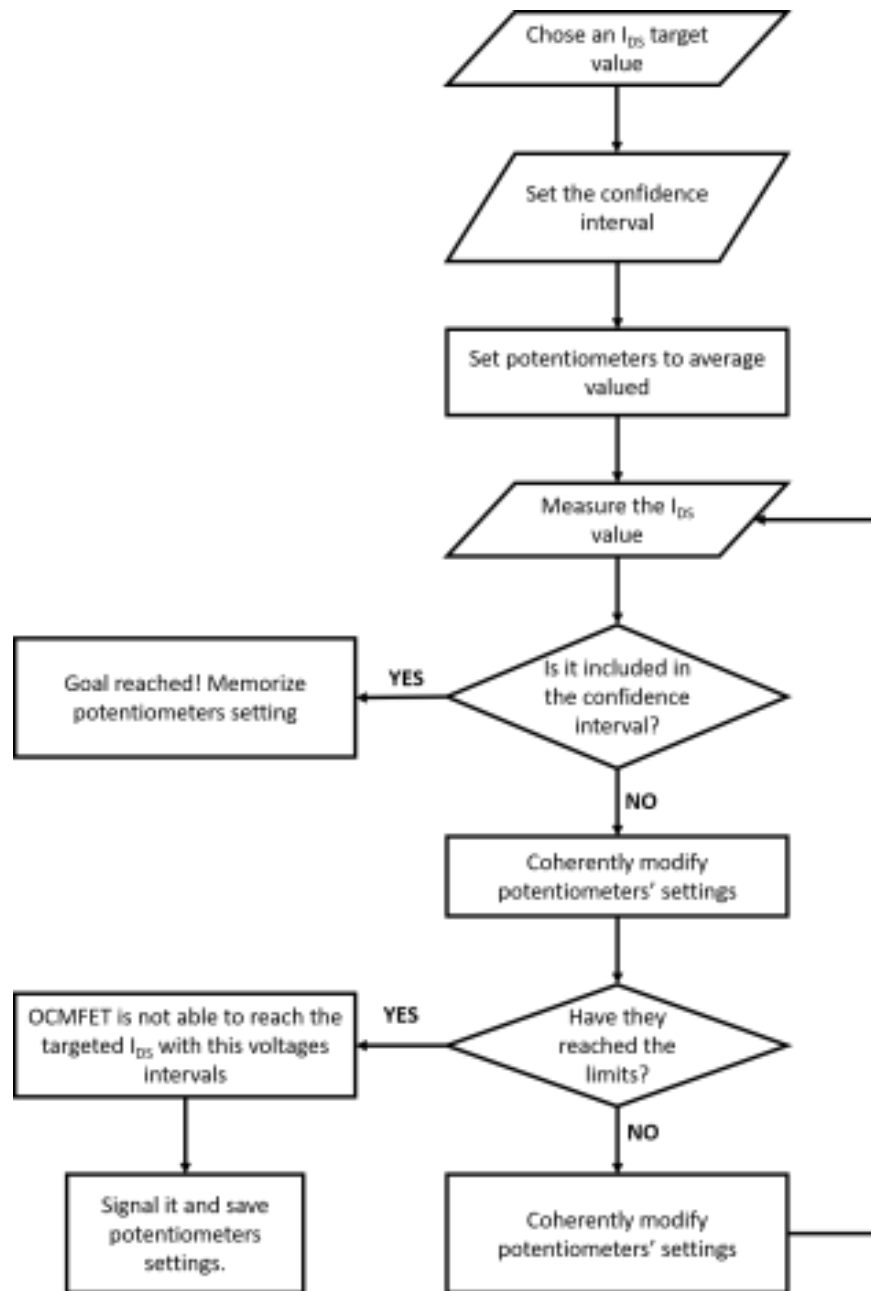 Chose an IDS target
value
Set the confidence
interval
Set potentiometers to average
valued
Measure the IDS
value
Is it included in
the confidence
interval?
YES
Goal reached! Memorize
potentiometers setting
NO
Coherently modify
potentiometers' settings
Have they
reached the
limits?
YES
OCMFET is not able to reach the
targeted IDS with this voltages
intervals
Signal it and save
potentiometers
settings.
NO
Coherently modify
potentiometers' settings